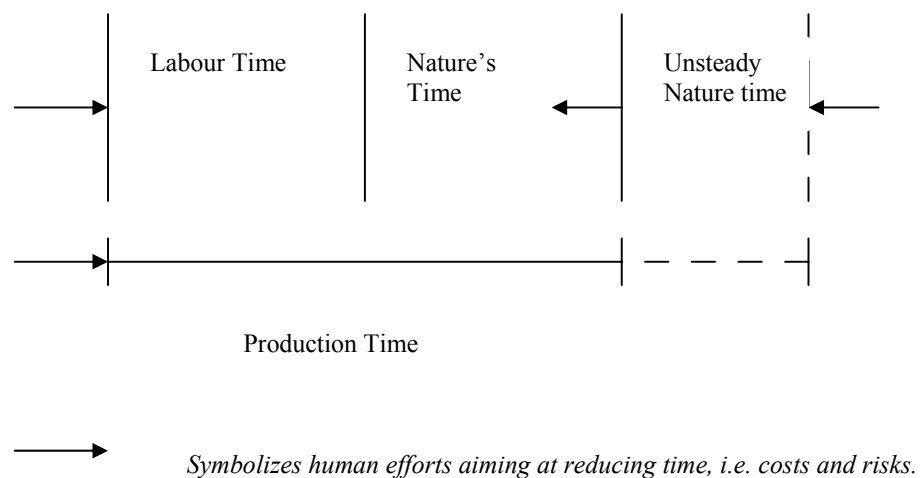 Labour Time
Nature's
Time
Unsteady
Nature time
Production Time
Symbolizes human efforts aiming at reducing time, i.e. costs and risks.